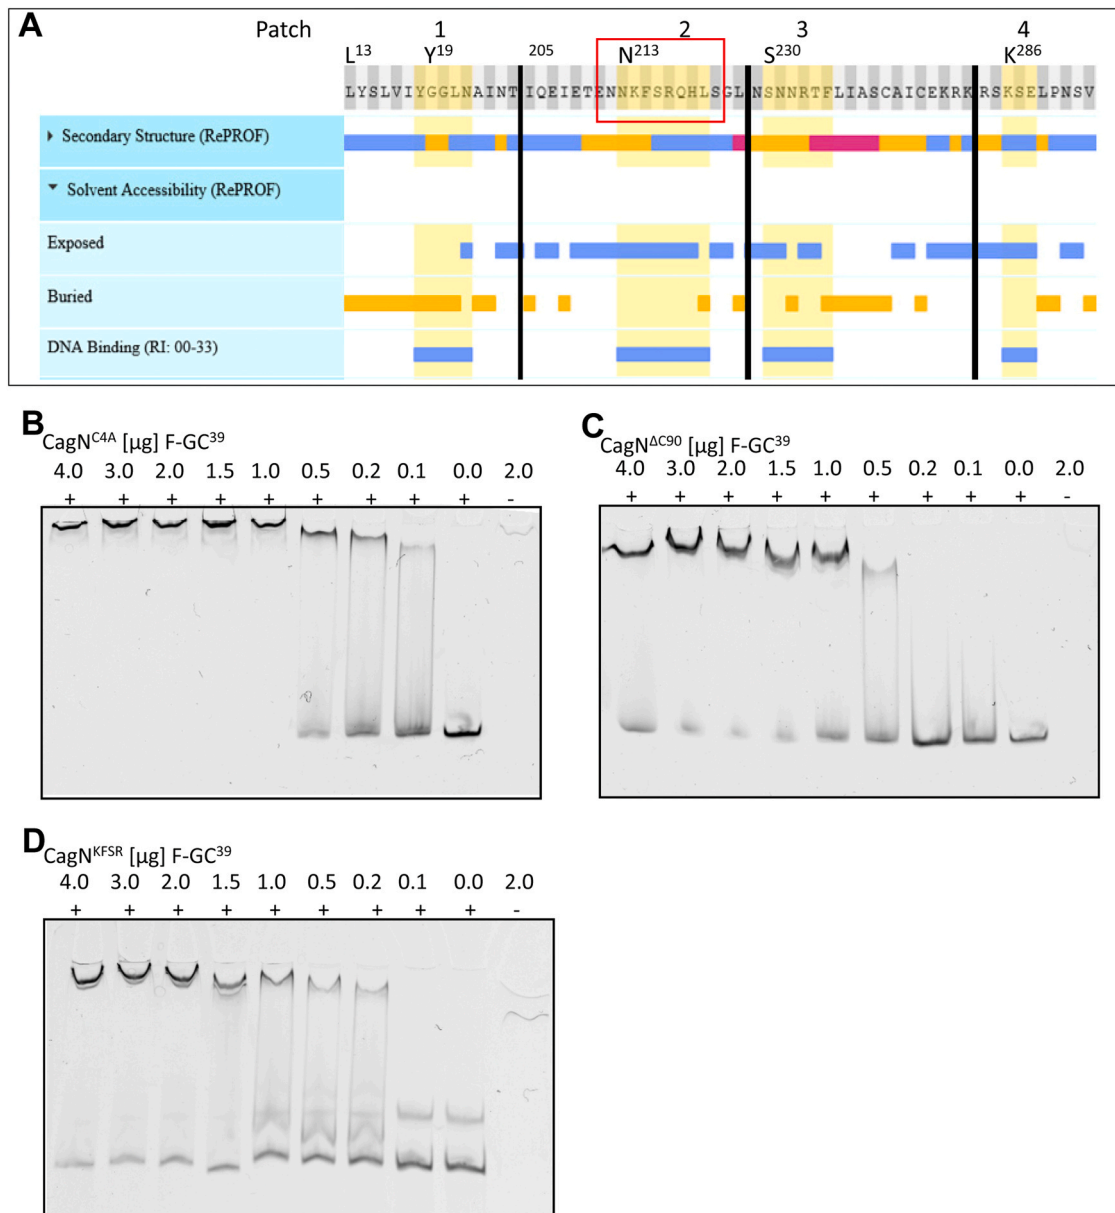 A
Patch 1 2 3 4
L13 Y19 205 N213 S230 K286
LYSLVIYGGLNAINTIQEIETENNKFSRQHLSGLNSNNRTFLIASCAICEKRKRSKSELPNSV
Secondary Structure (RePROF)
Solvent Accessibility (RePROF)
Exposed
Buried
DNA Binding (RI: 00-33)
B
CagNC4A [µg] F-GC39
4.0 3.0 2.0 1.5 1.0 0.5 0.2 0.1 0.0 2.0
+ + + + + + + + + -
C
CagNΔC90 [µg] F-GC39
4.0 3.0 2.0 1.5 1.0 0.5 0.2 0.1 0.0 2.0
+ + + + + + + + + -
D
CagNKFSR [µg] F-GC39
4.0 3.0 2.0 1.5 1.0 0.5 0.2 0.1 0.0 2.0
+ + + + + + + + + -